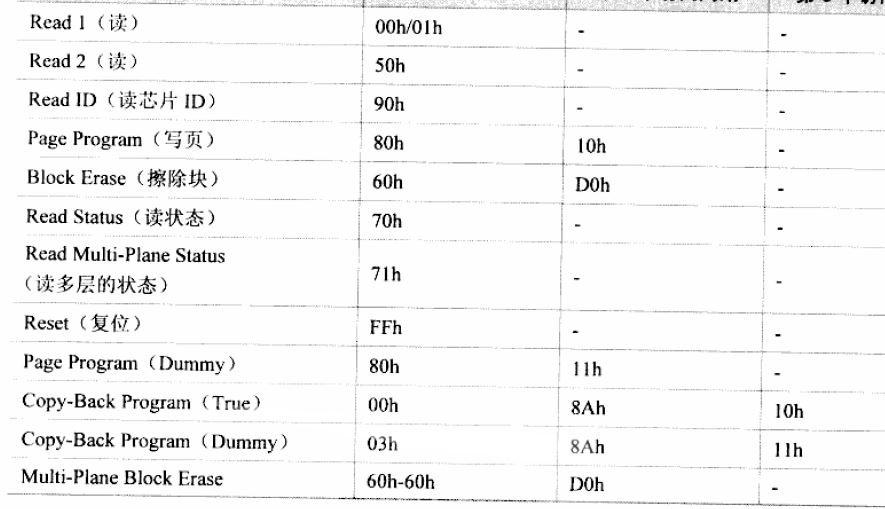 Read 1（读） 00h/01h - -
Read 2（读） 50h - -
Read ID（读芯片 ID） 90h - -
Page Program（写页） 80h 10h -
Block Erase（擦除块） 60h D0h -
Read Status（读状态） 70h - -
Read Multi-Plane Status
（读多层的状态） 71h - -
Reset（复位） FFh - -
Page Program（Dummy） 80h 11h -
Copy-Back Program（True） 00h 8Ah 10h
Copy-Back Program（Dummy） 03h 8Ah 11h
Multi-Plane Block Erase 60h-60h D0h -